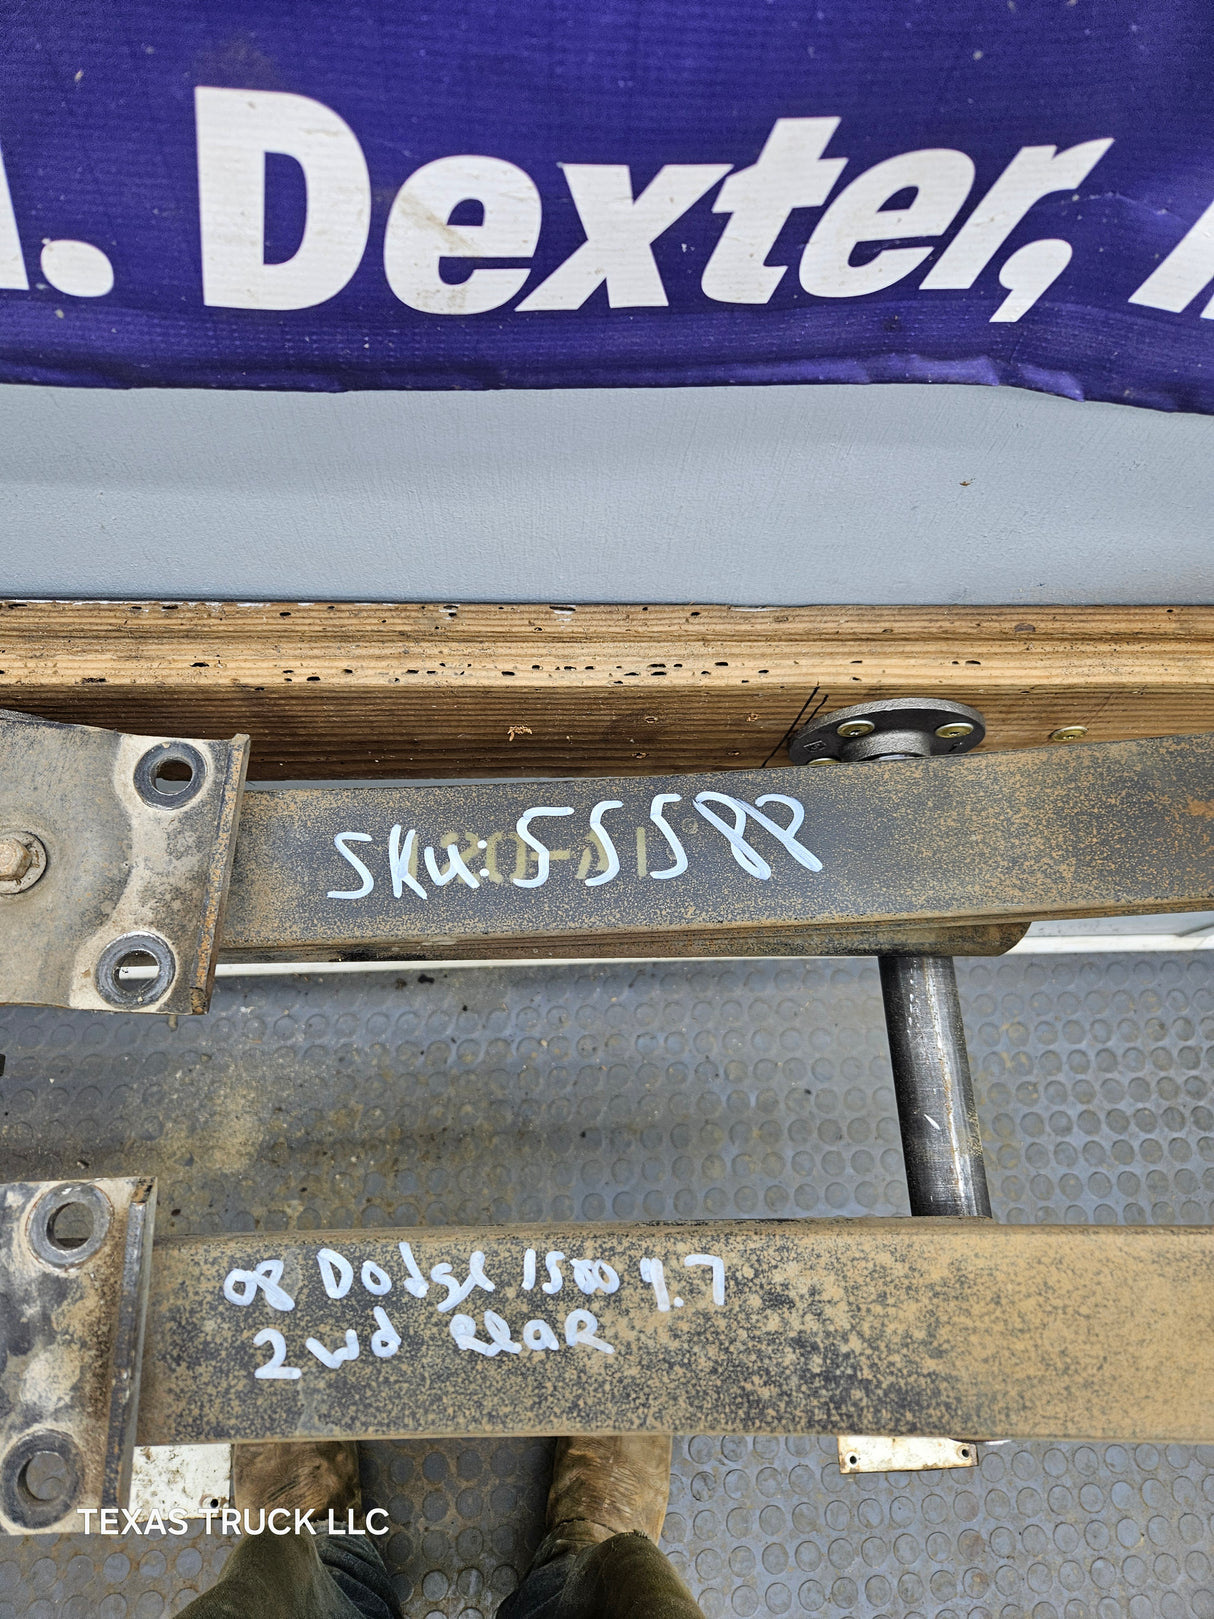 . Dexter,
SKU: 55588
08 Dodge 1500 4.7
2wd Rear
TEXAS TRUCK LLC